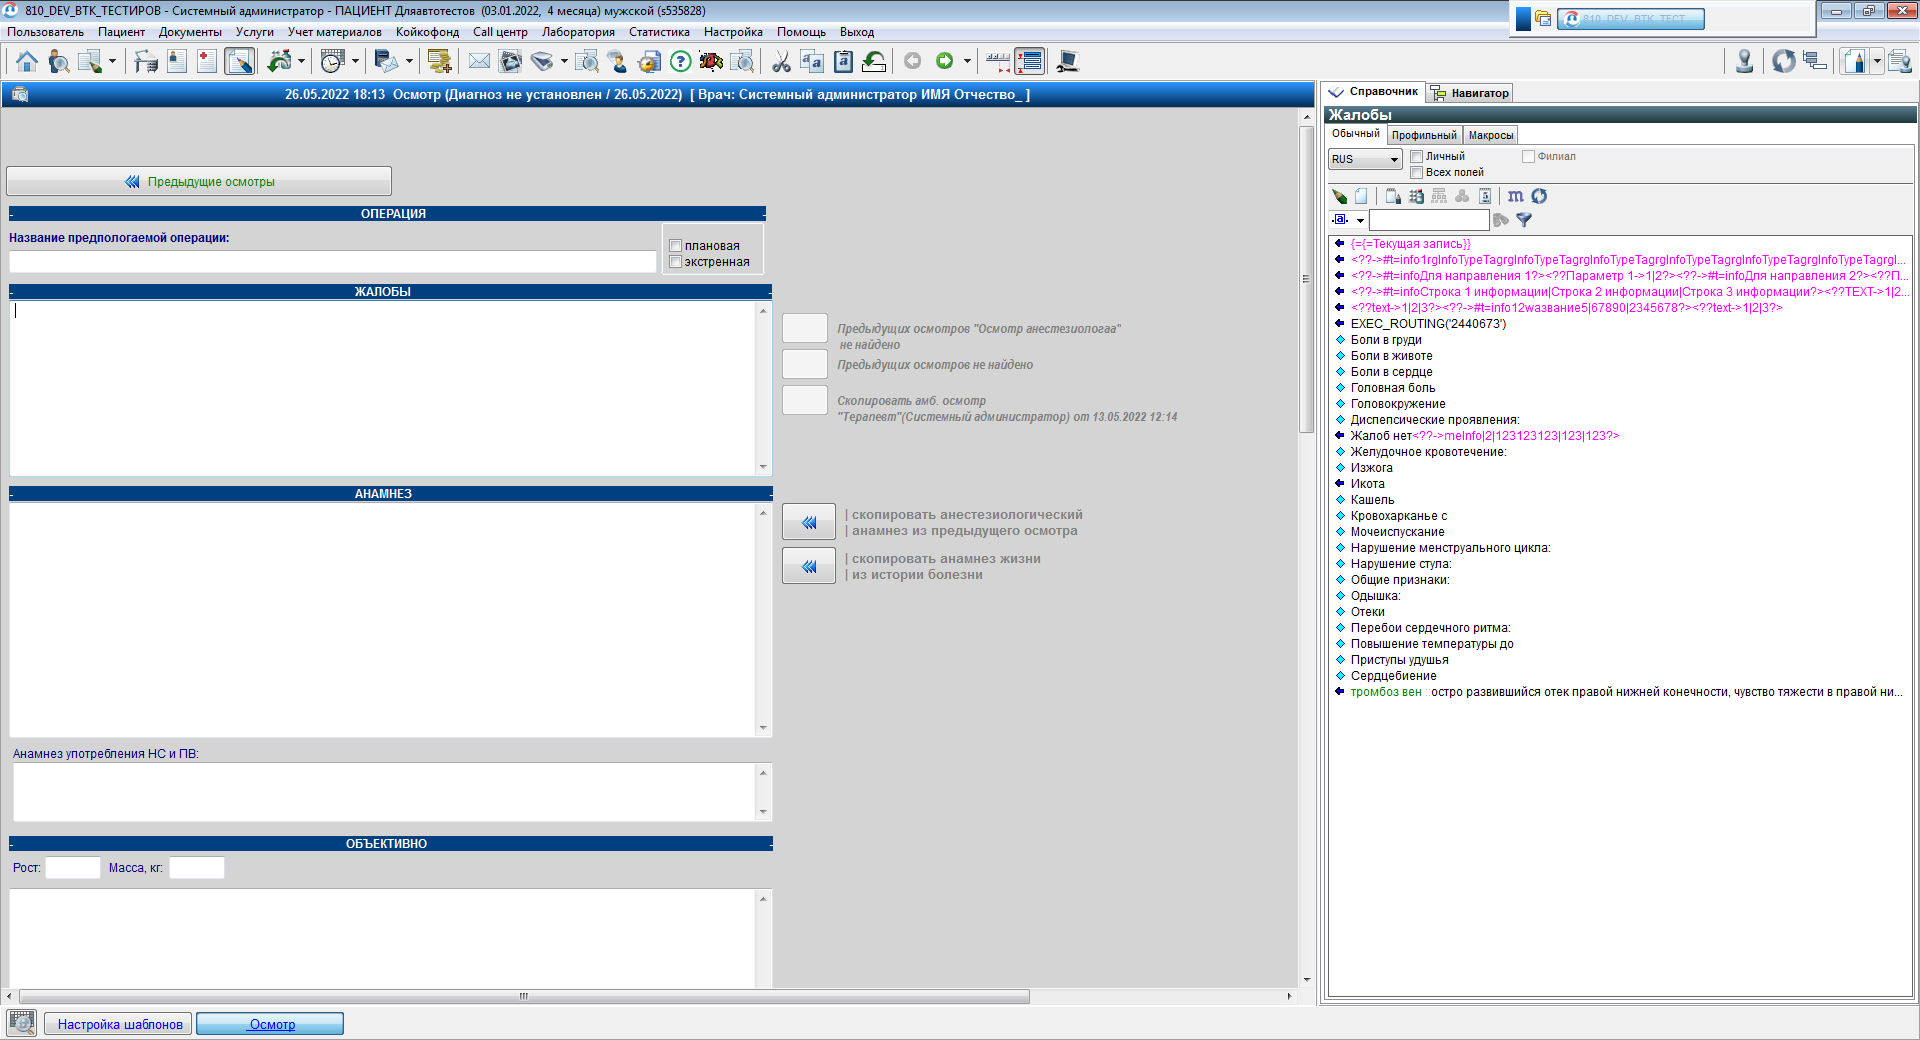 810_DEV_BTK_ТЕСТИРОВ - Системный администратор - ПАЦИЕНТ Дляавтотестов (03.01.2022, 4 месяца) мужской (s535828)
810_DEV_BTK_ТЕСТ
Пользователь Пациент Документы Услуги Учет материалов Койкофонд Call центр Лаборатория Статистика Настройка Помощь Выход
26.05.2022 18:13 Осмотр (Диагноз не установлен / 26.05.2022) [ Врач: Системный администратор ИМЯ Отчество_ ]
Предыдущие осмотры
- ОПЕРАЦИЯ -
Название предпологаемой операции:
плановая
экстренная
ЖАЛОБЫ
Предыдущих осмотров "Осмотр анестезиологаа"
не найдено
Предыдущих осмотров не найдено
Скопировать амб. осмотр
"Терапевт"(Системный администратор) от 13.05.2022 12:14
- АНАМНЕЗ -
| скопировать анестезиологический
| анамнез из предыдущего осмотра
| скопировать анамнез жизни
| из истории болезни
Анамнез употребления НС и ПВ:
- ОБЪЕКТИВНО -
Рост: Масса, кг:
Настройка шаблонов Осмотр
Справочник Навигатор
Жалобы
Обычный Профильный Макросы
RUS Личный Филиал
Всех полей
m
.a.
{={=Текущая запись}}
<??->#t=info1rgInfoTypeTagrgInfoTypeTagrgInfoTypeTagrgInfoTypeTagrgInfoTypeTagrgInfoTypeTagrgI...
<??->#t=infoДля направления 1?><??Параметр 1->1|2?><??->#t=infoДля направления 2?><??П...
<??->#t=infoСтрока 1 информации|Строка 2 информации|Строка 3 информации?><??TEXT->1|2...
<??text->1|2|3?><??->#t=info12wазвание5|67890|2345678?><??text->1|2|3?>
EXEC_ROUTING('2440673')
Боли в груди
Боли в животе
Боли в сердце
Головная боль
Головокружение
Диспепсические проявления:
Жалоб нет<??->meInfo|2|123123123|123|123?>
Желудочное кровотечение:
Изжога
Икота
Кашель
Кровохарканье с
Мочеиспускание
Нарушение менструального цикла:
Нарушение стула:
Общие признаки:
Одышка:
Отеки
Перебои сердечного ритма:
Повышение температуры до
Приступы удушья
Сердцебиение
тромбоз вен : остро развившийся отек правой нижней конечности, чувство тяжести в правой ни...